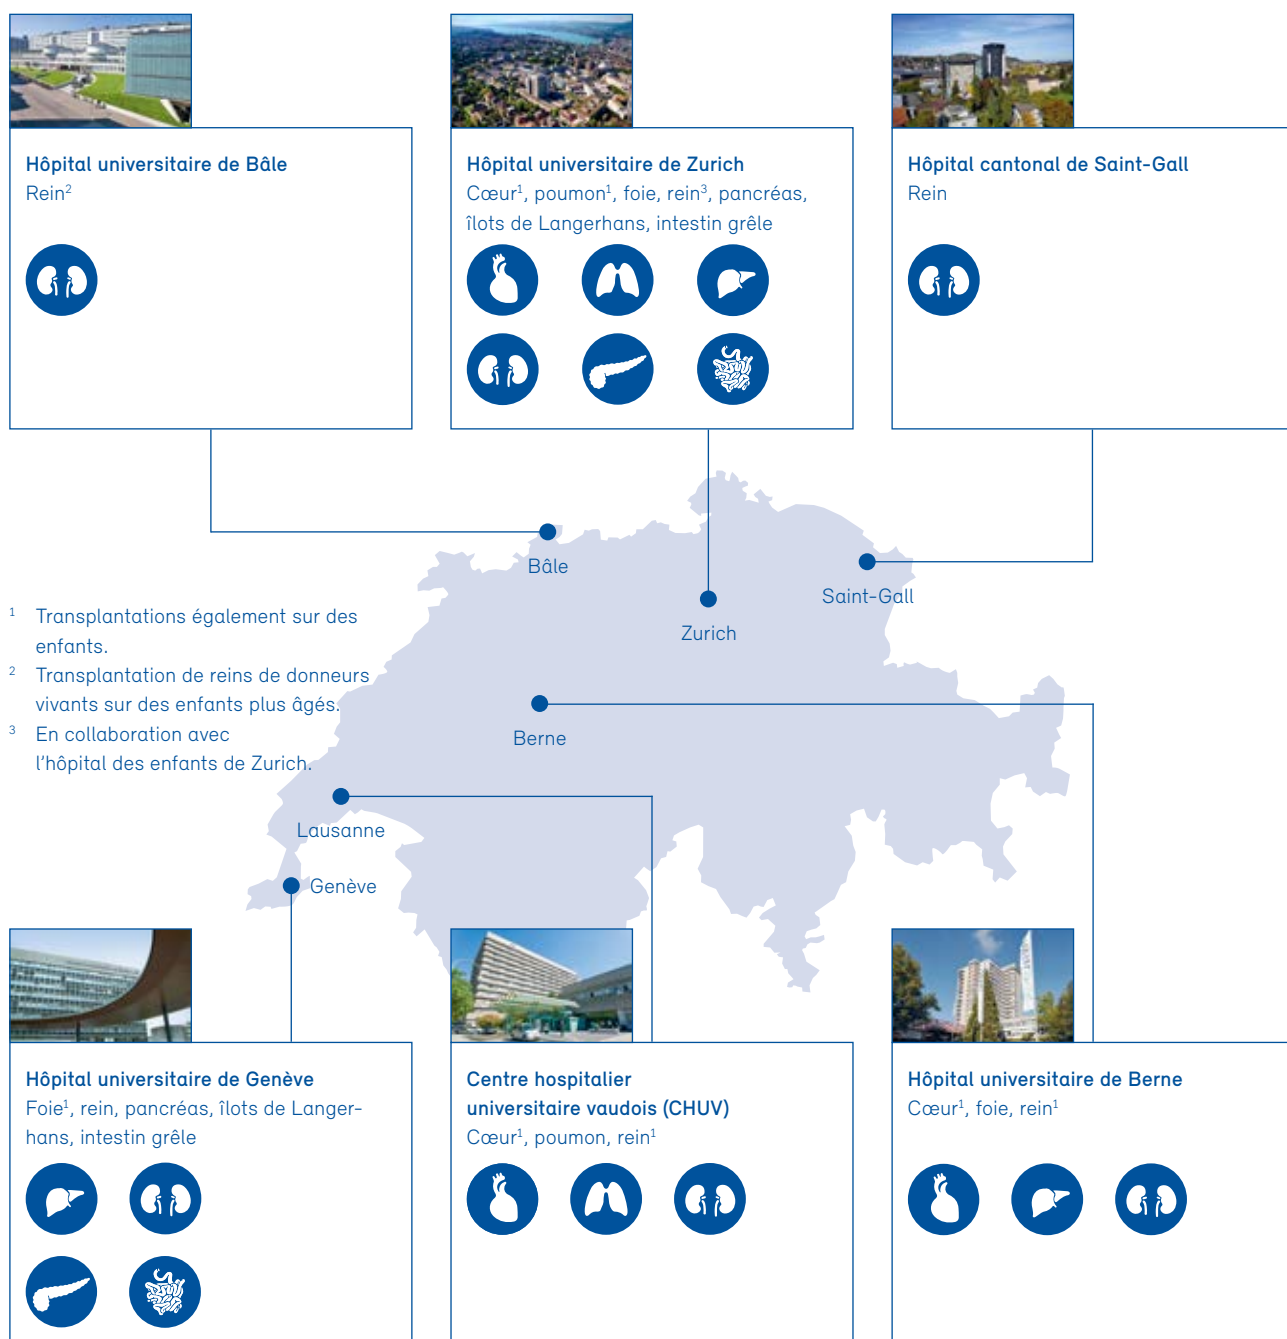 Hôpital universitaire de Bâle
Rein²
Hôpital universitaire de Zurich
Cœur¹, poumon¹, foie, rein³, pancréas,
îlots de Langerhans, intestin grêle
Hôpital cantonal de Saint-Gall
Rein
Bâle
Saint-Gall
Zurich
Berne
Lausanne
Genève
¹ Transplantations également sur des
enfants.
² Transplantation de reins de donneurs
vivants sur des enfants plus âgés.
³ En collaboration avec
l'hôpital des enfants de Zurich.
Hôpital universitaire de Genève
Foie¹, rein, pancréas, îlots de Langer-
hans, intestin grêle
Centre hospitalier
universitaire vaudois (CHUV)
Cœur¹, poumon, rein¹
Hôpital universitaire de Berne
Cœur¹, foie, rein¹